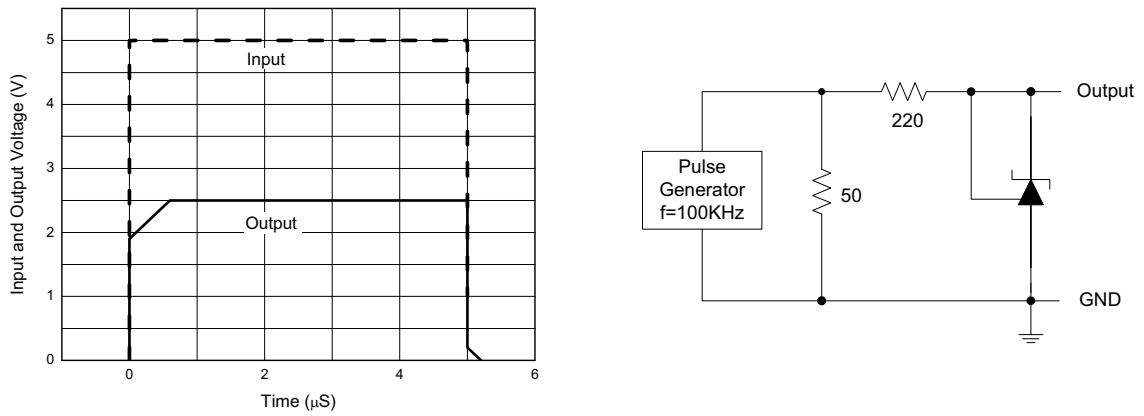 Input and Output Voltage (V)
5
4
3
2
1
0
Input
Output
0
2
4
6
Time (μS)
Pulse
Generator
f=100KHz
50
220
Output
GND